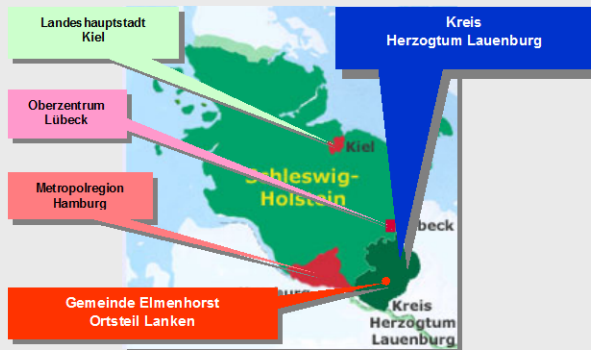 Landeshauptstadt
Kiel
Kreis
Herzogtum Lauenburg
Oberzentrum
Lübeck
Kiel
Schleswig-
Holstein
Metropolregion
Hamburg
beck
Gemeinde Elmenhorst
Ortsteil Lanken
Kreis
Herzogtum
Lauenburg